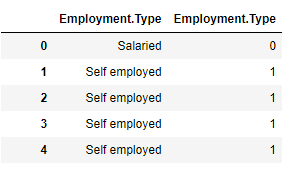 Employment.Type Employment.Type
0 Salaried 0
1 Self employed 1
2 Self employed 1
3 Self employed 1
4 Self employed 1